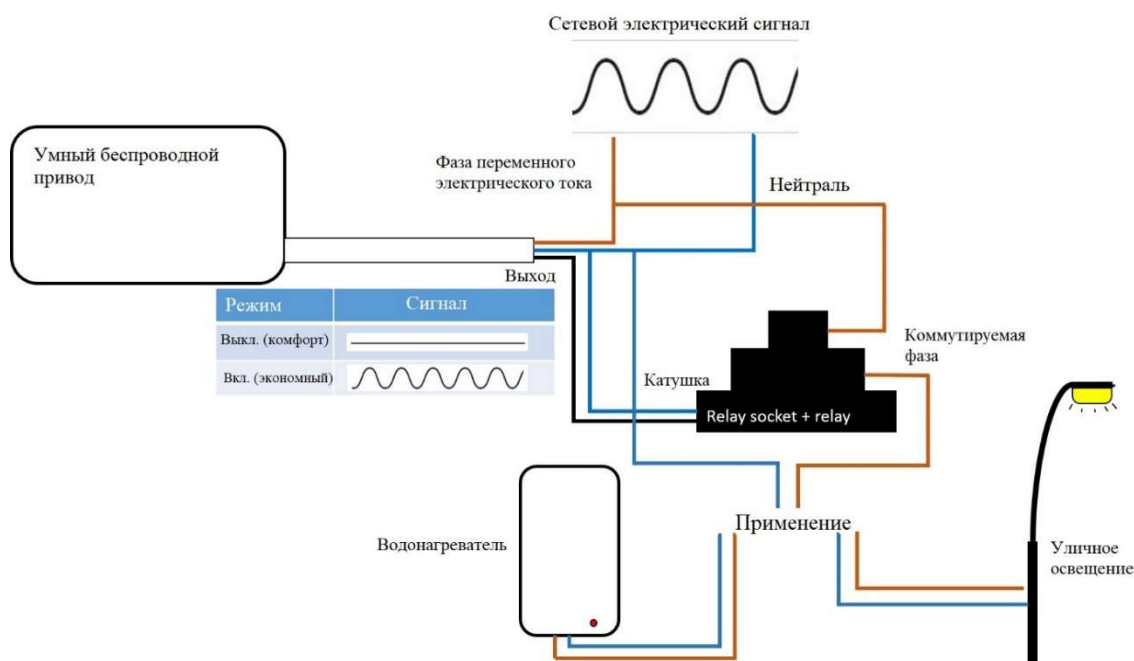 Сетевой электрический сигнал
Умный беспроводной
привод
Фаза переменного
электрического тока
Нейтраль
Выход
Режим Сигнал
Выкл. (комфорт)
Вкл. (экономный)
Коммутируемая
фаза
Катушка
Relay socket + relay
Применение
Водонагреватель
Уличное
освещение